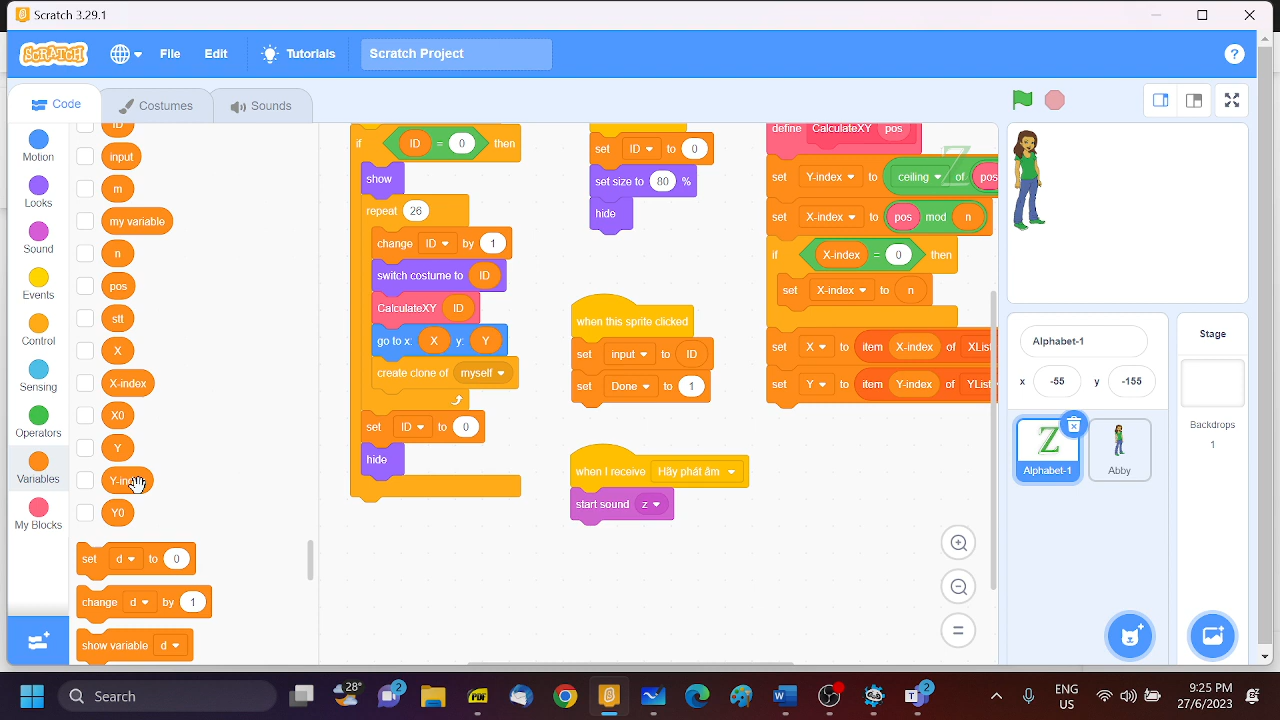 Scratch 3.29.1
SCRATCH File Edit Tutorials Scratch Project ?
Code Costumes Sounds
Motion
Looks
Sound
Events
Control
Sensing
Operators
Variables
My Blocks
ID
input
m
my variable
n
pos
stt
X
X-index
X0
Y
Y0
set d to 0
change d by 1
show variable d
if ID = 0 then
show
repeat 26
change ID by 1
switch costume to ID
CalculateXY ID
go to x: X y: Y
create clone of myself
set ID to 0
hide
set ID to 0
set size to 80 %
hide
when this sprite clicked
set input to ID
set Done to 1
when I receive Hãy phát âm
start sound z
define CalculateXY pos
set Y-index to ceiling of pos
set X-index to pos mod n
if X-index = 0 then
set X-index to n
set X to item X-index of XList
set Y to item Y-index of YList
Z
Alphabet-1
x -55 y -155
Z
Alphabet-1
Abby
Stage
Backdrops
1
Search
28°
2
PDF
2
ENG
US
9:25 PM
27/6/2023